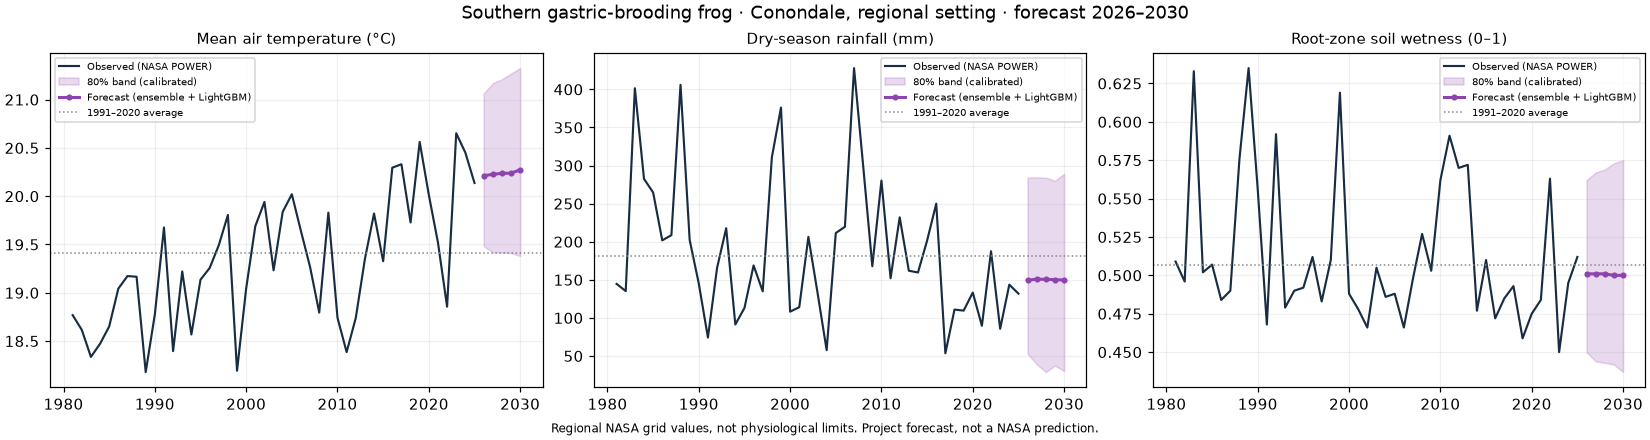 Southern gastric-brooding frog · Conondale, regional setting · forecast 2026–2030
Mean air temperature (°C)
Observed (NASA POWER)
80% band (calibrated)
Forecast (ensemble + LightGBM)
1991–2020 average
21.0
20.5
20.0
19.5
19.0
18.5
1980 1990 2000 2010 2020 2030
Dry-season rainfall (mm)
Observed (NASA POWER)
80% band (calibrated)
Forecast (ensemble + LightGBM)
1991–2020 average
400
350
300
250
200
150
100
50
1980 1990 2000 2010 2020 2030
Root-zone soil wetness (0–1)
Observed (NASA POWER)
80% band (calibrated)
Forecast (ensemble + LightGBM)
1991–2020 average
0.625
0.600
0.575
0.550
0.525
0.500
0.475
0.450
1980 1990 2000 2010 2020 2030
Regional NASA grid values, not physiological limits. Project forecast, not a NASA prediction.